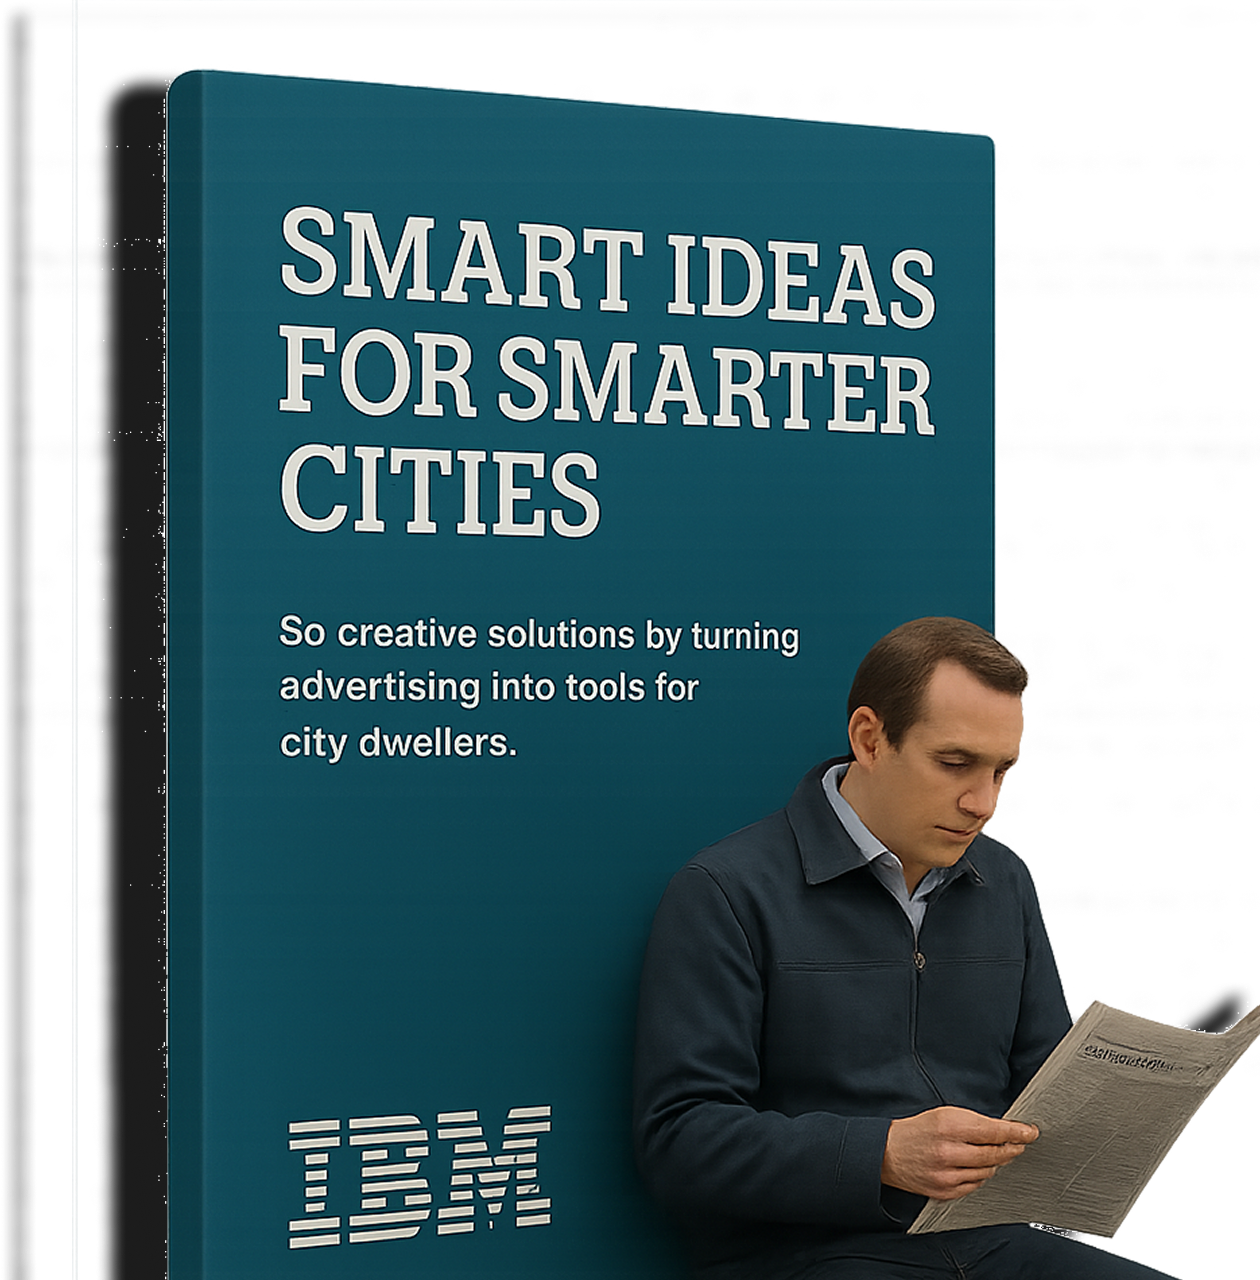 SMART IDEAS
FOR SMARTER
CITIES
So creative solutions by turning
advertising into tools for
city dwellers.
IBM